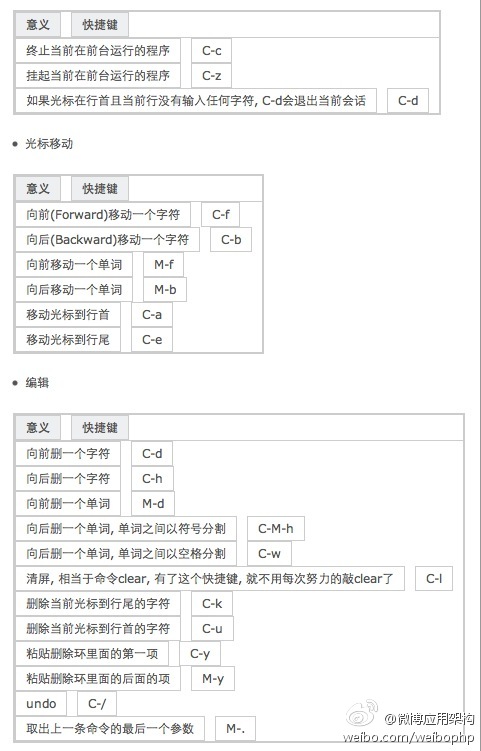 意义 快捷键
终止当前在前台运行的程序 C-c
挂起当前在前台运行的程序 C-z
如果光标在行首且当前行没有输入任何字符, C-d会退出当前会话 C-d
• 光标移动
意义 快捷键
向前(Forward)移动一个字符 C-f
向后(Backward)移动一个字符 C-b
向前移动一个单词 M-f
向后移动一个单词 M-b
移动光标到行首 C-a
移动光标到行尾 C-e
• 编辑
意义 快捷键
向前删一个字符 C-d
向后删一个字符 C-h
向前删一个单词 M-d
向后删一个单词, 单词之间以符号分割 C-M-h
向后删一个单词, 单词之间以空格分割 C-w
清屏, 相当于命令clear, 有了这个快捷键, 就不用每次努力的敲clear了 C-l
删除当前光标到行尾的字符 C-k
删除当前光标到行首的字符 C-u
粘贴删除环里面的第一项 C-y
粘贴删除环里面的后面的项 M-y
undo C-/
取出上一条命令的最后一个参数 M-.
@微博应用架构
weibo.com/weibophp